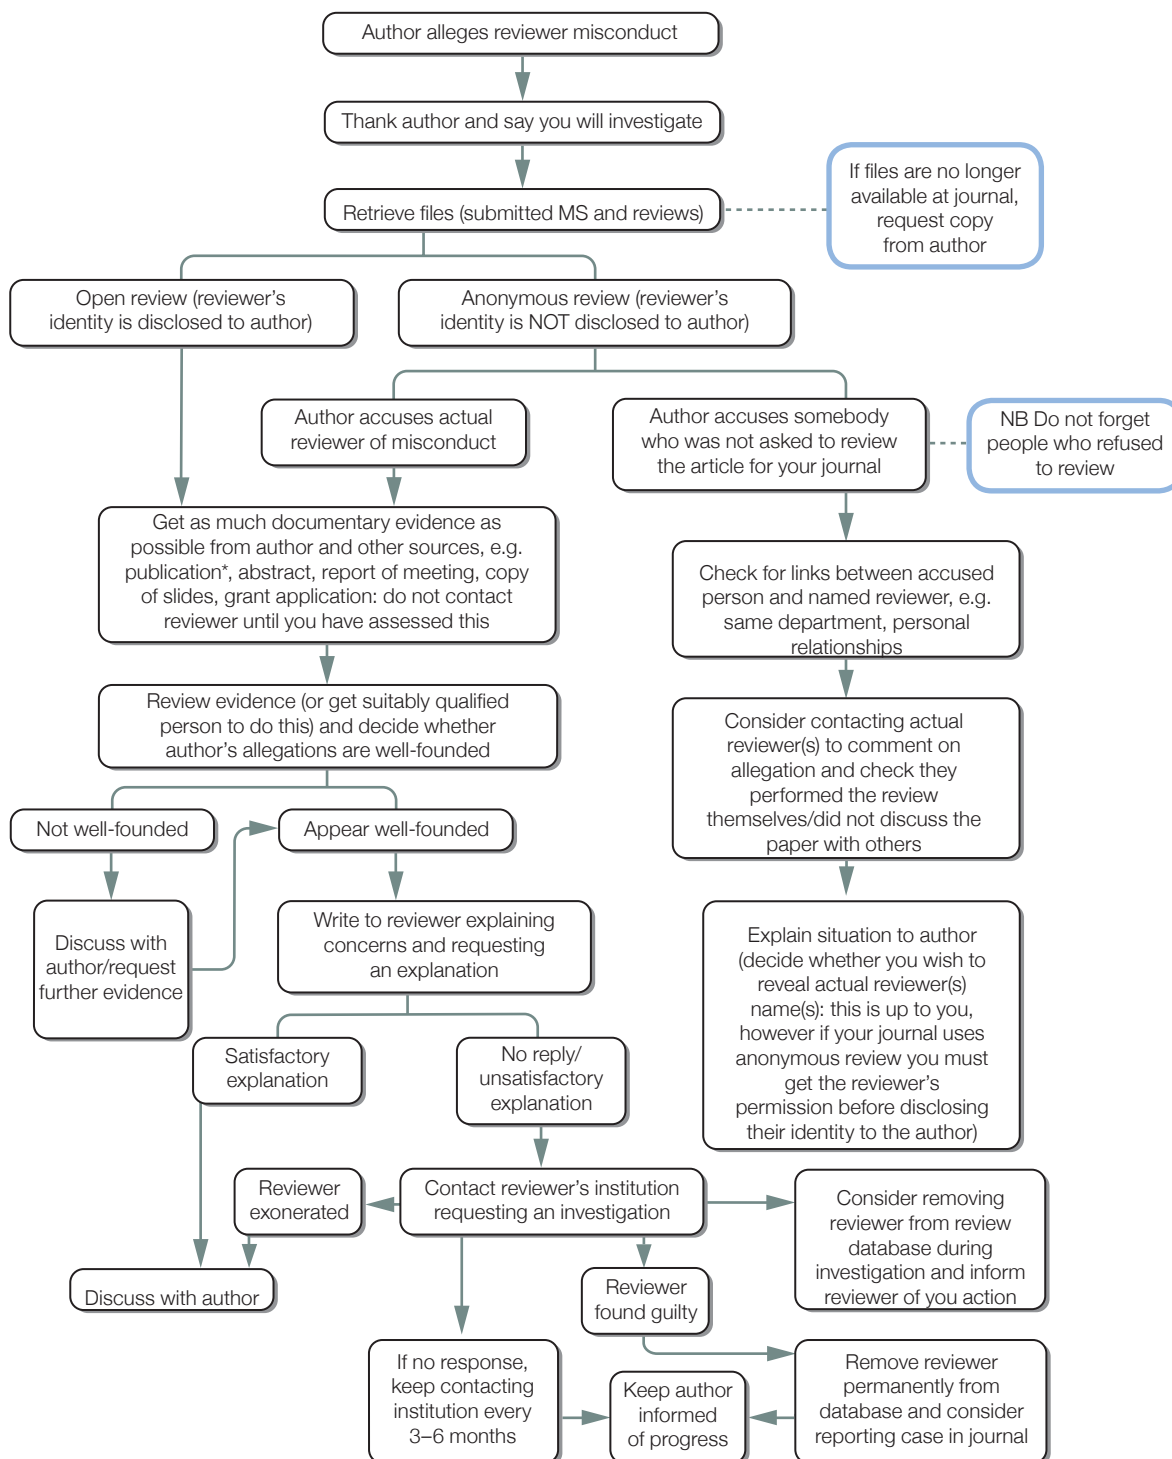 Author alleges reviewer misconduct
Thank author and say you will investigate
If files are no longer
available at journal,
request copy
from author
Retrieve files (submitted MS and reviews)
Open review (reviewer’s
identity is disclosed to author)
Anonymous review (reviewer’s
identity is NOT disclosed to author)
Author accuses actual
reviewer of misconduct
Author accuses somebody
who was not asked to review
the article for your journal
NB Do not forget
people who refused
to review
Get as much documentary evidence as
possible from author and other sources, e.g.
publication*, abstract, report of meeting, copy
of slides, grant application: do not contact
reviewer until you have assessed this
Check for links between accused
person and named reviewer, e.g.
same department, personal
relationships
Review evidence (or get suitably qualified
person to do this) and decide whether
author’s allegations are well-founded
Consider contacting actual
reviewer(s) to comment on
allegation and check they
performed the review
themselves/did not discuss the
paper with others
Not well-founded
Appear well-founded
Discuss with
author/request
further evidence
Write to reviewer explaining
concerns and requesting
an explanation
Explain situation to author
(decide whether you wish to
reveal actual reviewer(s)
name(s): this is up to you,
however if your journal uses
anonymous review you must
get the reviewer’s
permission before disclosing
their identity to the author)
Satisfactory
explanation
No reply/
unsatisfactory
explanation
Reviewer
exonerated
Contact reviewer’s institution
requesting an investigation
Consider removing
reviewer from review
database during
investigation and inform
reviewer of you action
Discuss with author
Reviewer
found guilty
If no response,
keep contacting
institution every
3–6 months
Keep author
informed
of progress
Remove reviewer
permanently from
database and consider
reporting case in journal